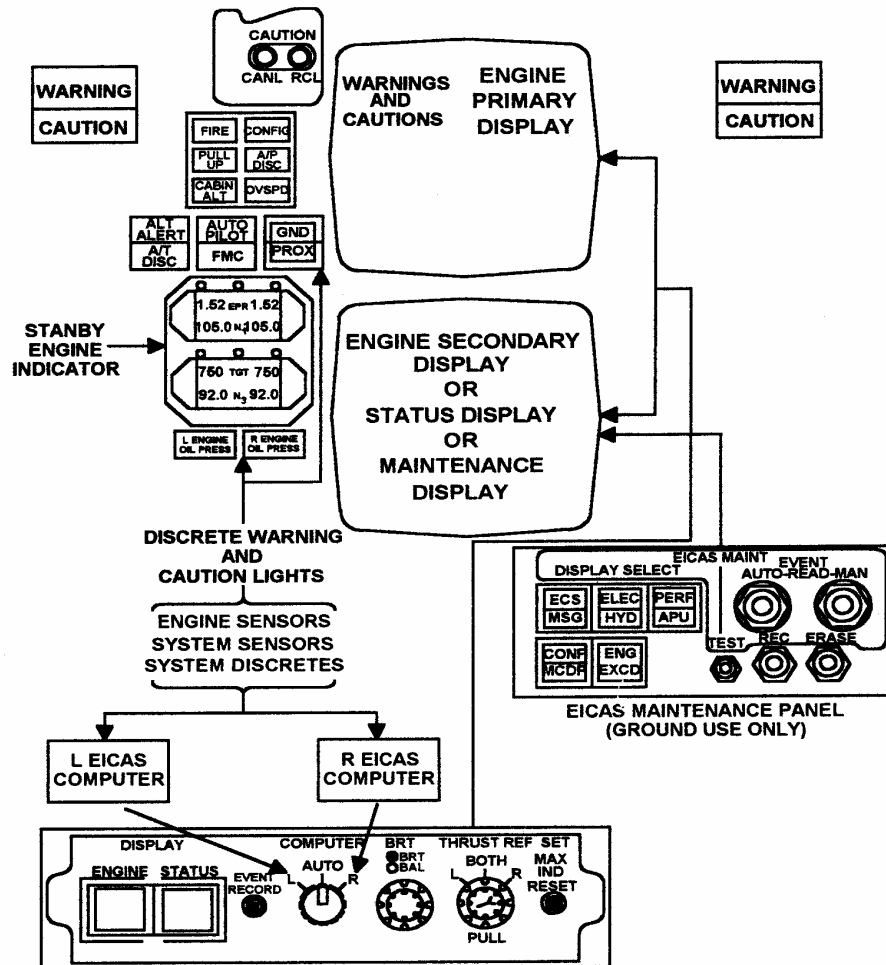 CAUTION
CANL RCL
WARNING
CAUTION
WARNINGS
AND
CAUTIONS
ENGINE
PRIMARY
DISPLAY
WARNING
CAUTION
FIRE
CONFIG
PULL
UP
A/P
DISC
CABIN
ALT
OVSPD
ALT
ALERT
A/T
DISC
AUTO
PILOT
FMC
GND
PROX
STANBY
ENGINE
INDICATOR
1.52 EPR 1.52
105.0 N1 105.0
750 TGT 750
92.0 N3 92.0
L ENGINE
OIL PRESS
R ENGINE
OIL PRESS
ENGINE SECONDARY
DISPLAY
OR
STATUS DISPLAY
OR
MAINTENANCE
DISPLAY
DISCRETE WARNING
AND
CAUTION LIGHTS
ENGINE SENSORS
SYSTEM SENSORS
SYSTEM DISCRETES
L EICAS
COMPUTER
R EICAS
COMPUTER
EICAS MAINT
DISPLAY SELECT
EVENT
AUTO-READ-MAN
ECS
MSG
ELEC
HYD
PERF
APU
CONF
MCDP
ENG
EXCD
TEST
REC
ERASE
EICAS MAINTENANCE PANEL
(GROUND USE ONLY)
DISPLAY
ENGINE
STATUS
EVENT
RECORD
COMPUTER
L AUTO R
BRT
BRT
BAL
THRUST REF SET
L BOTH R
PULL
MAX
IND
RESET